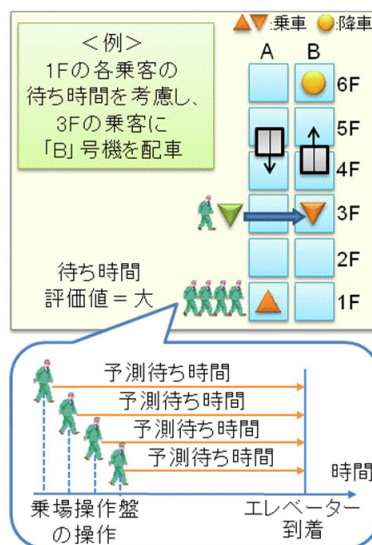 ▲▼:乗車 ●:降車
<例>
1Fの各乗客の
待ち時間を考慮し、
3Fの乗客に
「B」号機を配車
A B
6F
5F
4F
3F
2F
1F
待ち時間
評価値=大
予測待ち時間
予測待ち時間
予測待ち時間
予測待ち時間
時間
乗場操作盤
の操作
エレベーター
到着